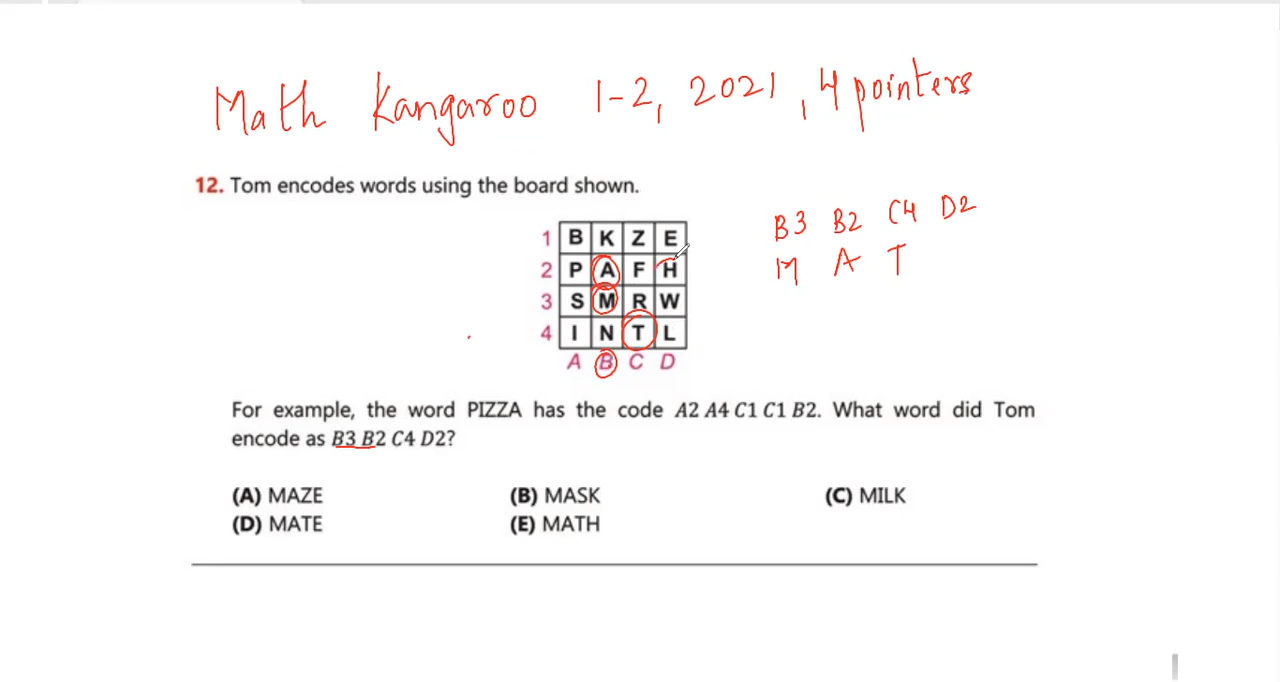 Math Kangaroo 1-2, 2021, 4 pointers
12. Tom encodes words using the board shown.
B3 B2 C4 D2
M A T
1 B K Z E
2 P A F H
3 S M R W
4 I N T L
A B C D
For example, the word PIZZA has the code A2 A4 C1 C1 B2. What word did Tom
encode as B3 B2 C4 D2?
(A) MAZE (B) MASK (C) MILK
(D) MATE (E) MATH